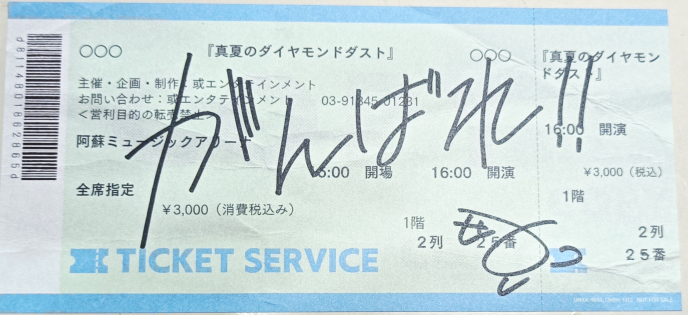 ○○○ 『真夏のダイヤモンドダスト』 ○○○
主催・企画・制作：或エンタテインメント
お問い合わせ：或エンタテインメント 03-91345-01231
＜営利目的の転売禁止
阿蘇ミュージックアリーナ
がんばれ!!
:00 開場 16:00 開演
全席指定
¥3,000（消費税込み）
1階
2列 25番
TICKET SERVICE
『真夏のダイヤモンドダスト』
16:00 開演
¥3,000（税込）
1階
2列
25番